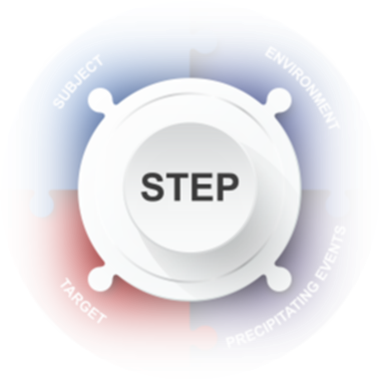 SUBJECT
ENVIRONMENT
STEP
TARGET
PRECIPITATING EVENTS